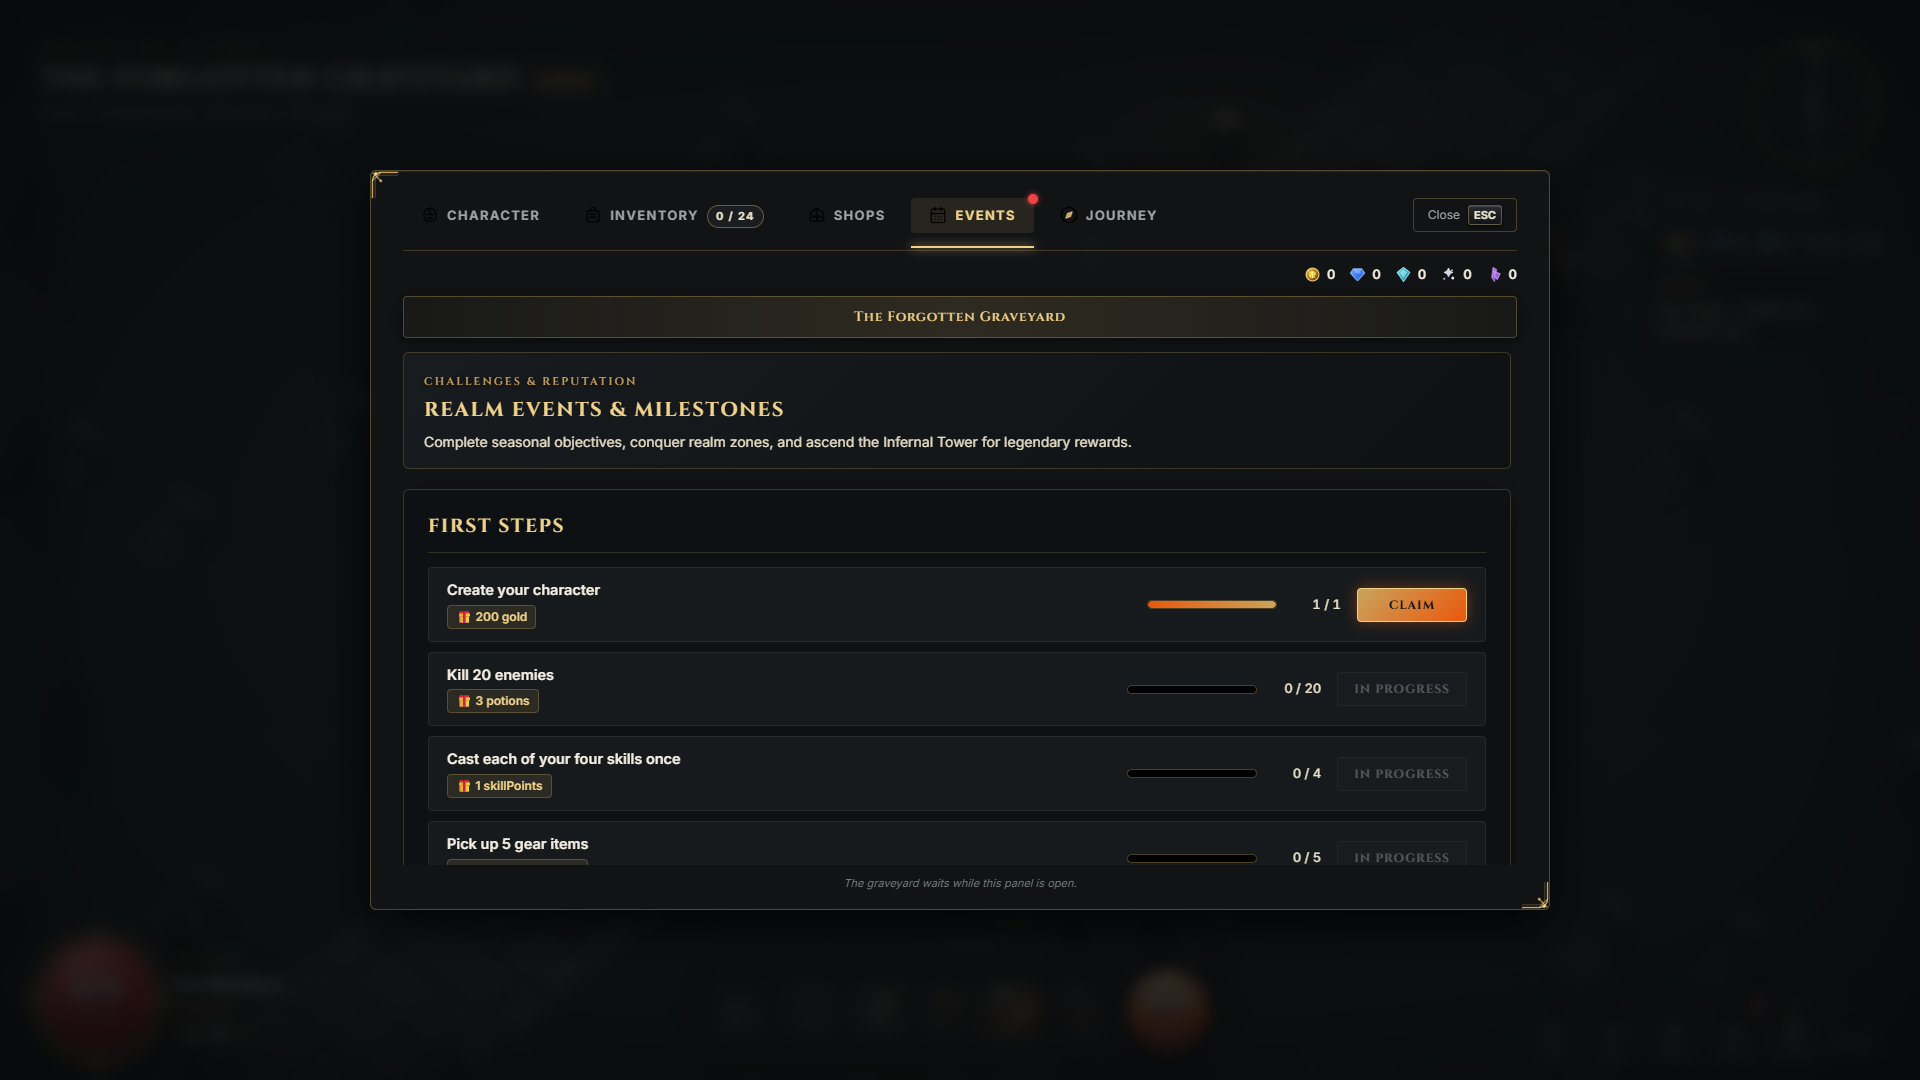 CHARACTER
INVENTORY 0 / 24
SHOPS
EVENTS
JOURNEY
Close ESC
0 0 0 0 0
The Forgotten Graveyard
CHALLENGES & REPUTATION
REALM EVENTS & MILESTONES
Complete seasonal objectives, conquer realm zones, and ascend the Infernal Tower for legendary rewards.
FIRST STEPS
Create your character
200 gold
1 / 1 CLAIM
Kill 20 enemies
3 potions
0 / 20 IN PROGRESS
Cast each of your four skills once
1 skillPoints
0 / 4 IN PROGRESS
Pick up 5 gear items
0 / 5 IN PROGRESS
The graveyard waits while this panel is open.